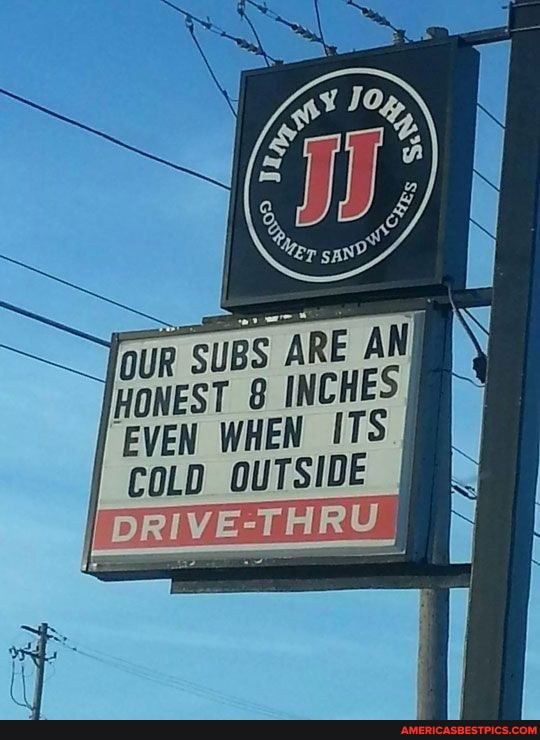 JIMMY JOHN'S
JJ
GOURMET SANDWICHES
OUR SUBS ARE AN
HONEST 8 INCHES
EVEN WHEN ITS
COLD OUTSIDE
DRIVE-THRU
AMERICASBESTPICS.COM